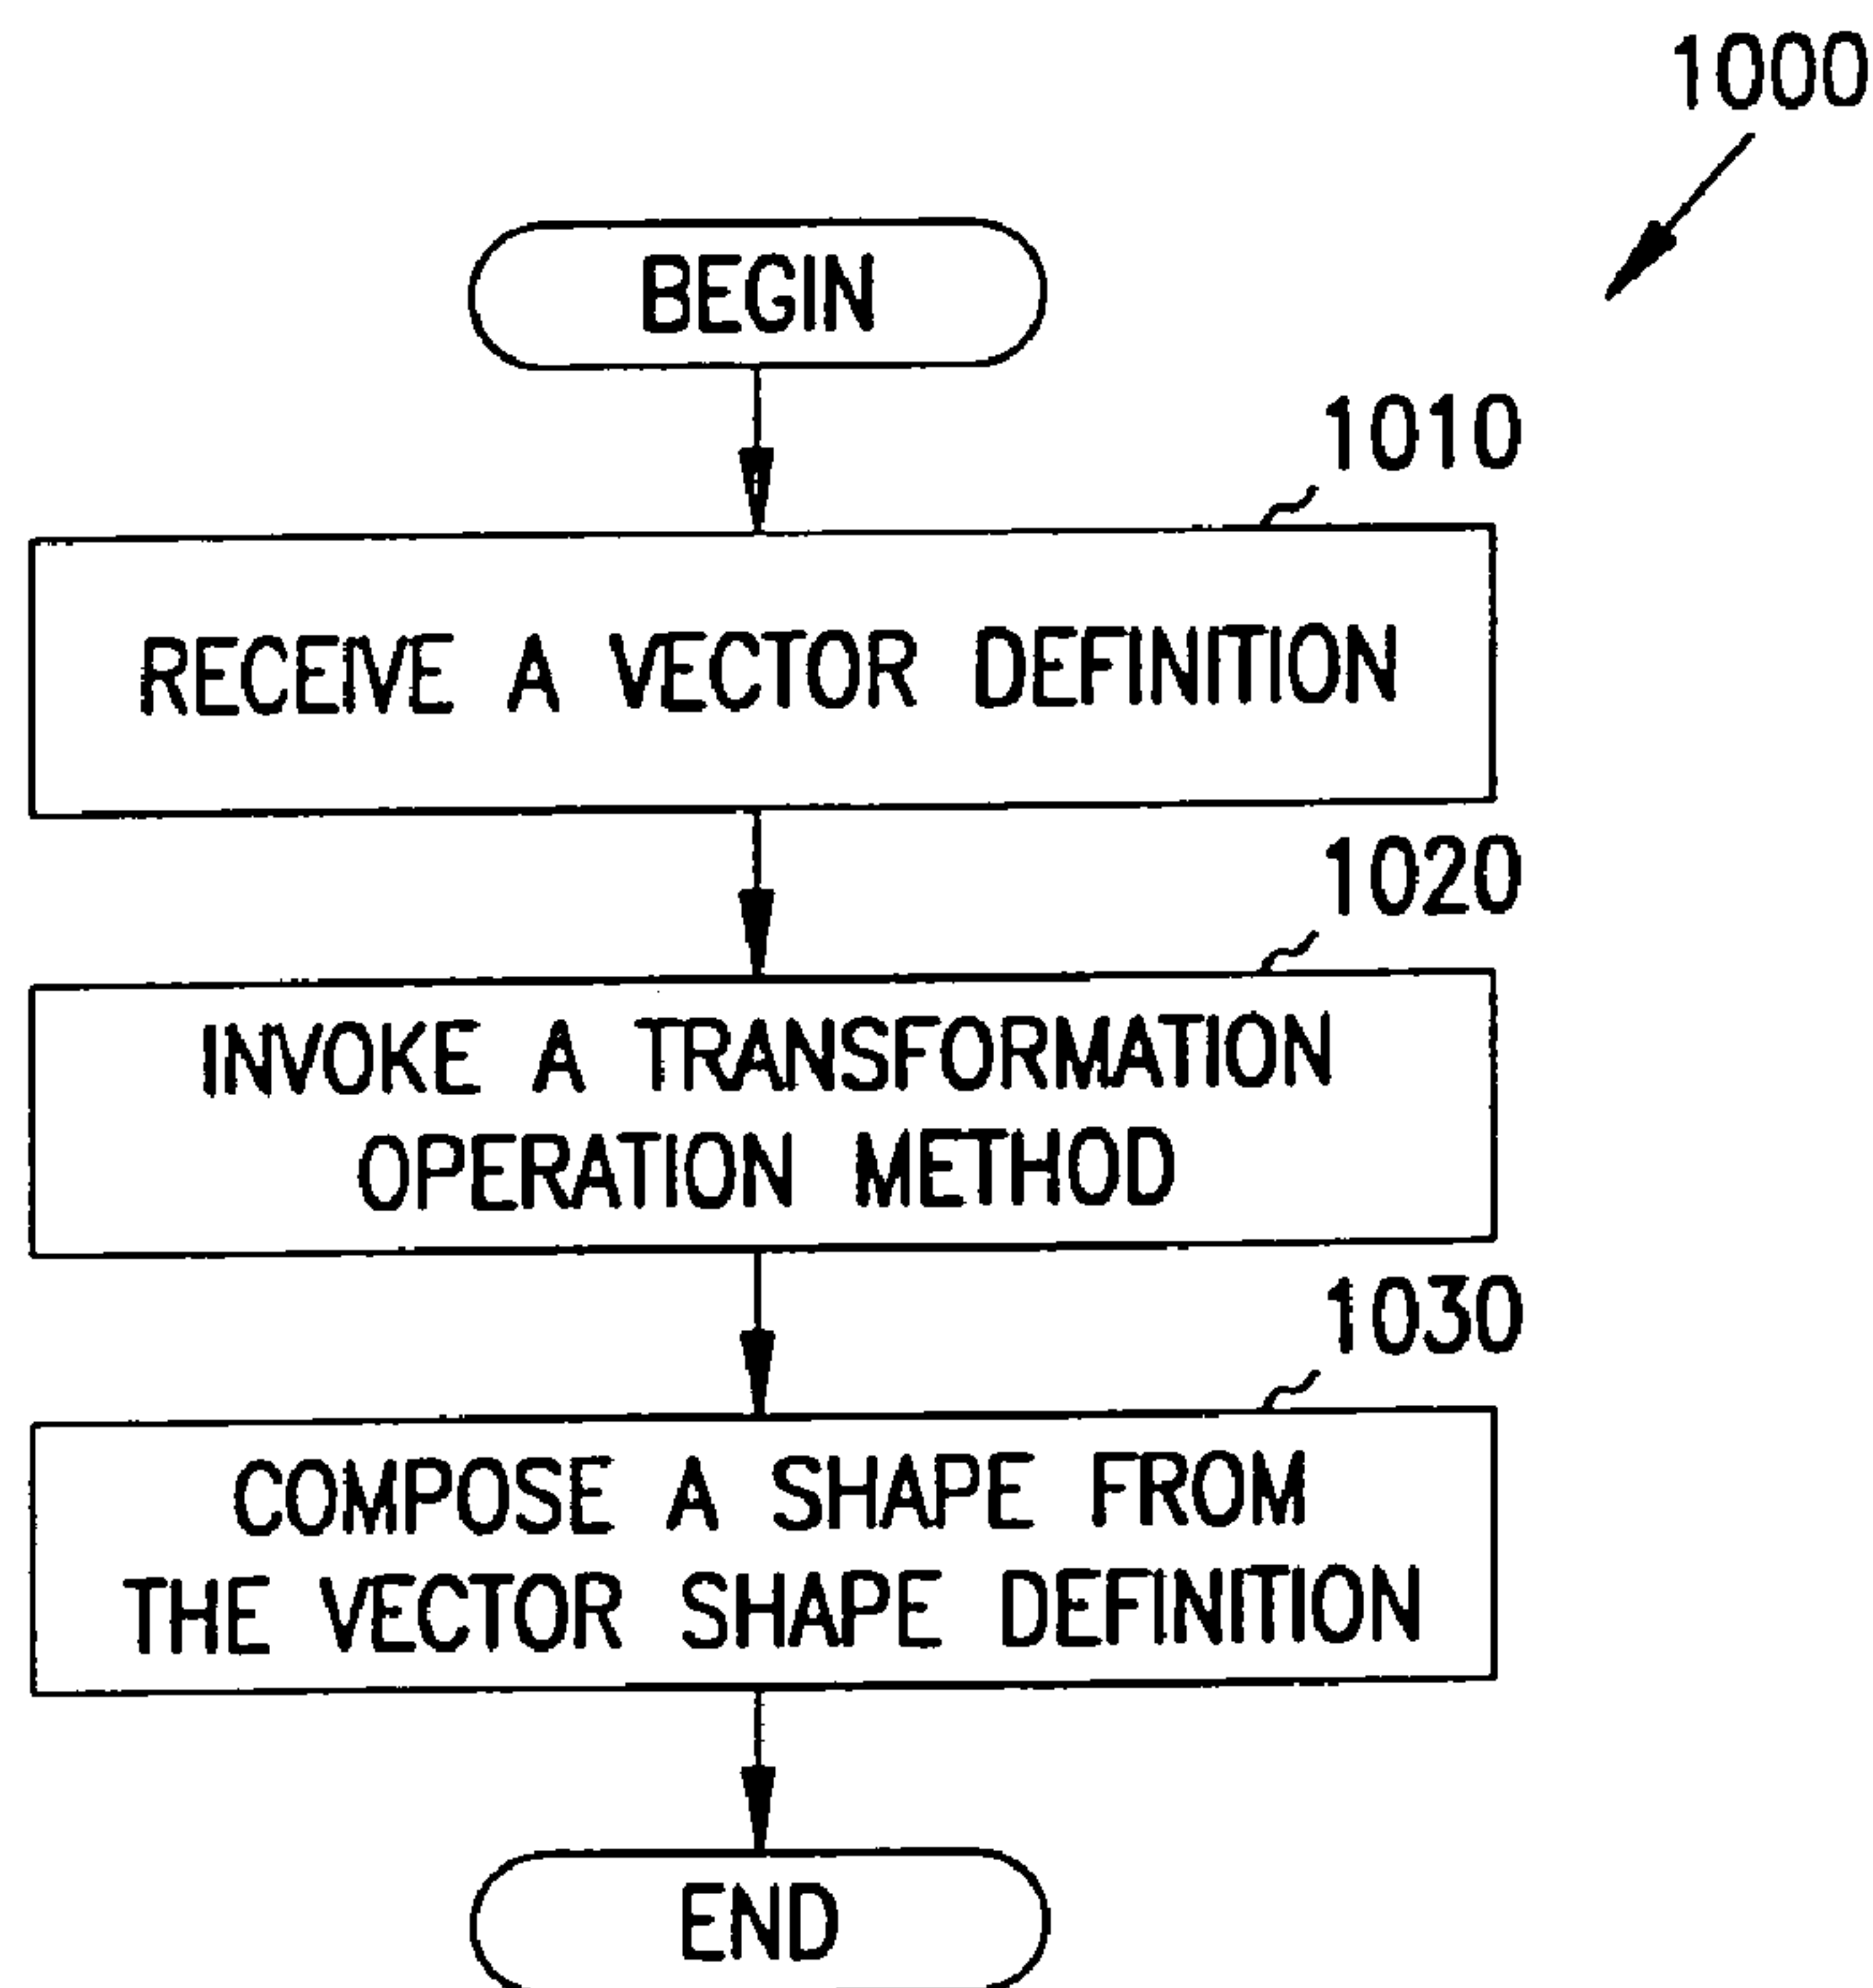 1000
BEGIN
1010
RECEIVE A VECTOR DEFINITION
1020
INVOKE A TRANSFORMATION
OPERATION METHOD
1030
COMPOSE A SHAPE FROM
THE VECTOR SHAPE DEFINITION
END